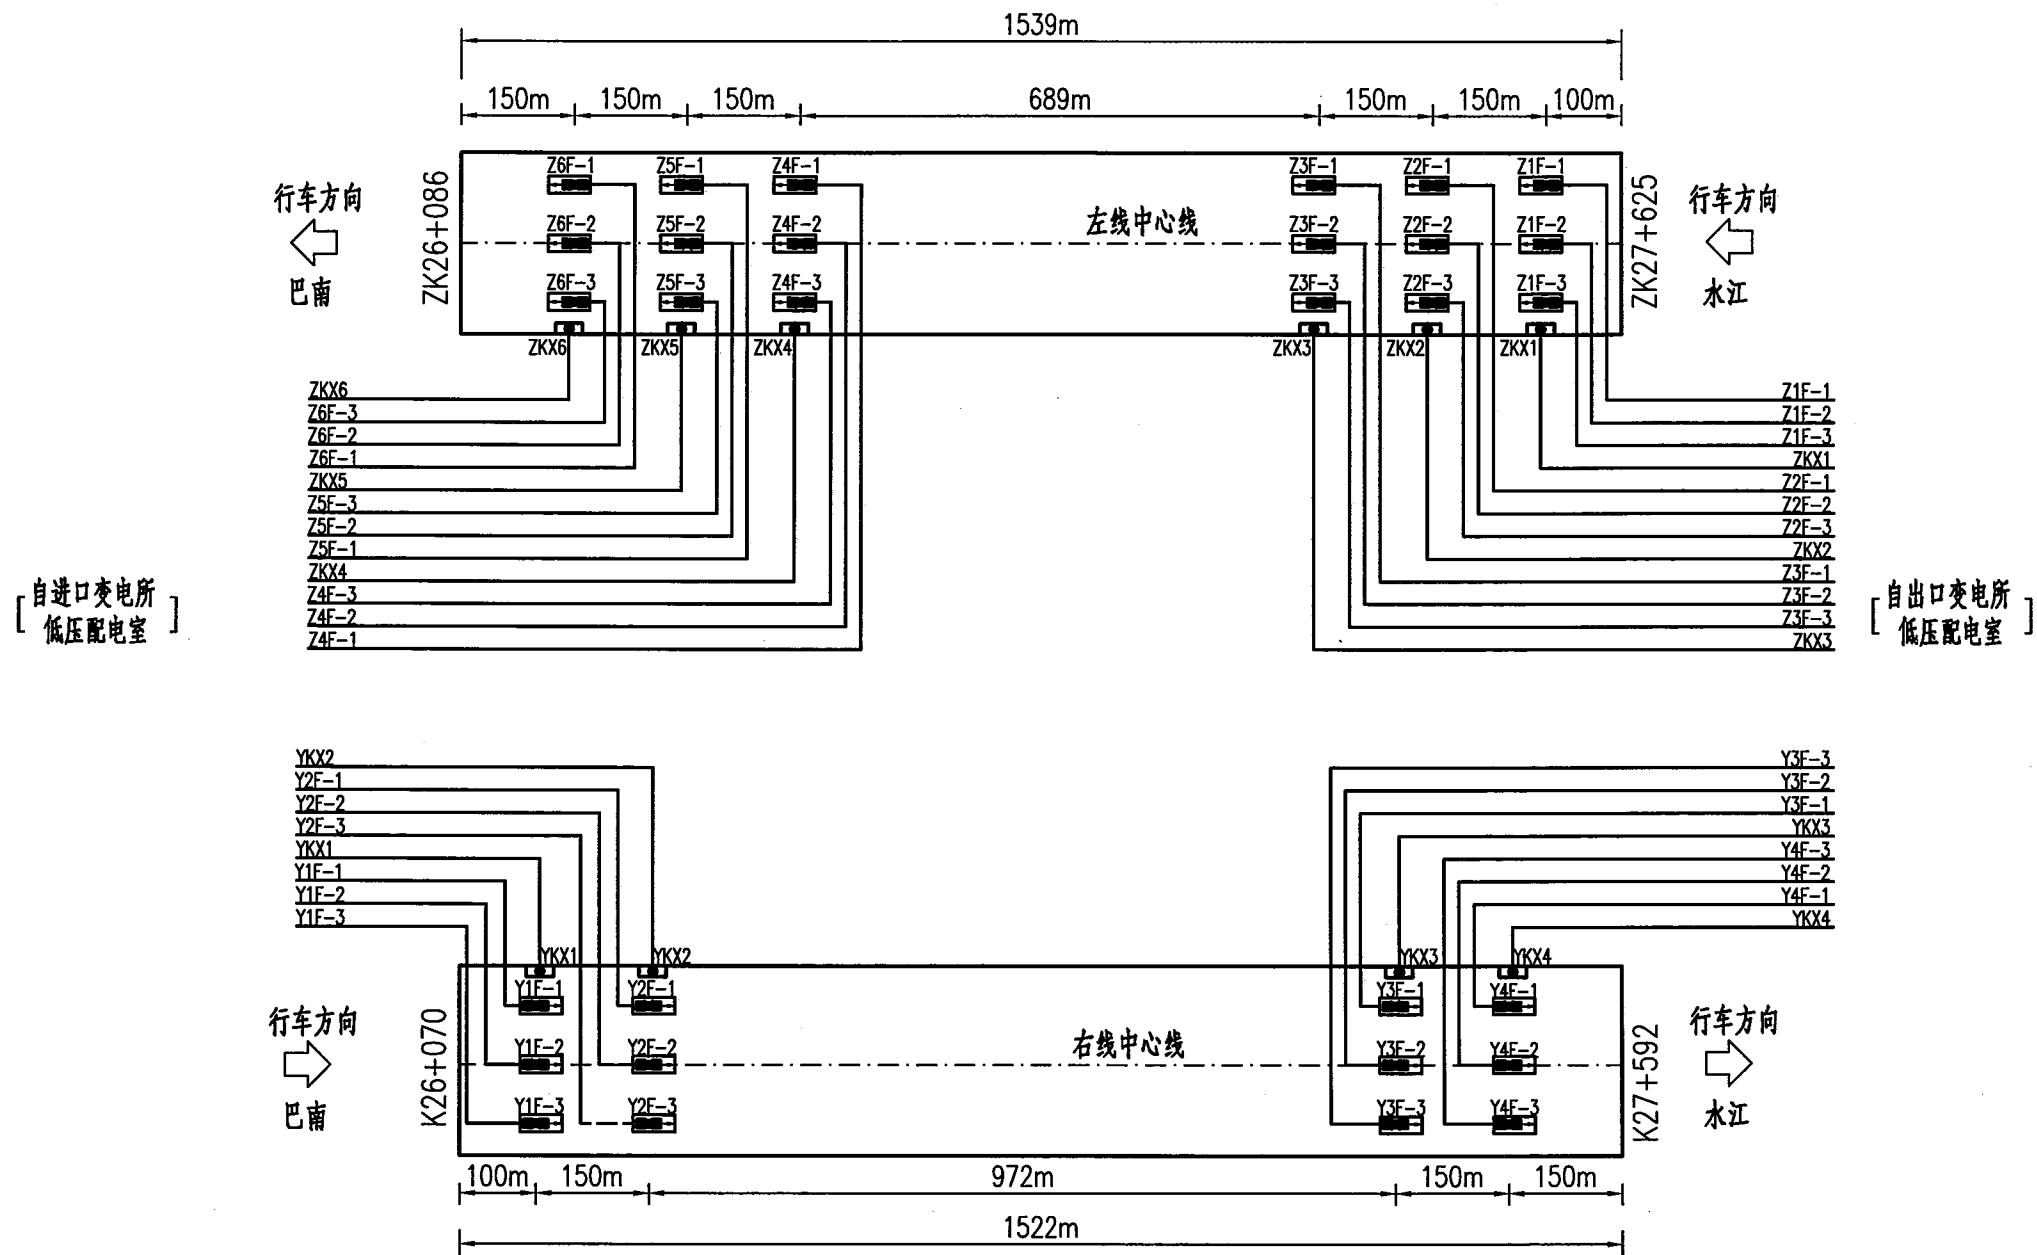 1539m
150m 150m 150m 689m 150m 150m 100m
Z6F-1 Z5F-1 Z4F-1 Z3F-1 Z2F-1 Z1F-1
行车方向 ZK26+086 左线中心线 ZK27+625 行车方向
Z6F-2 Z5F-2 Z4F-2 Z3F-2 Z2F-2 Z1F-2
巴南 水江
Z6F-3 Z5F-3 Z4F-3 Z3F-3 Z2F-3 Z1F-3
ZKX6 ZKX5 ZKX4 ZKX3 ZKX2 ZKX1
ZKX6 Z1F-1
Z6F-3 Z1F-2
Z6F-2 Z1F-3
Z6F-1 ZKX1
ZKX5 Z2F-1
Z5F-3 Z2F-2
Z5F-2 Z2F-3
Z5F-1 ZKX2
ZKX4 Z3F-1
Z4F-3 Z3F-2
Z4F-2 Z3F-3
Z4F-1 ZKX3
[自进口变电所
低压配电室]
[自出口变电所
低压配电室]
YKX2 Y3F-3
Y2F-1 Y3F-2
Y2F-2 Y3F-1
Y2F-3 YKX3
YKX1 Y4F-3
Y1F-1 Y4F-2
Y1F-2 Y4F-1
Y1F-3 YKX4
YKX1 YKX2 YKX3 YKX4
Y1F-1 Y2F-1 Y3F-1 Y4F-1
行车方向 K26+070 右线中心线 K27+592 行车方向
Y1F-2 Y2F-2 Y3F-2 Y4F-2
巴南 水江
Y1F-3 Y2F-3 Y3F-3 Y4F-3
100m 150m 972m 150m 150m
1522m